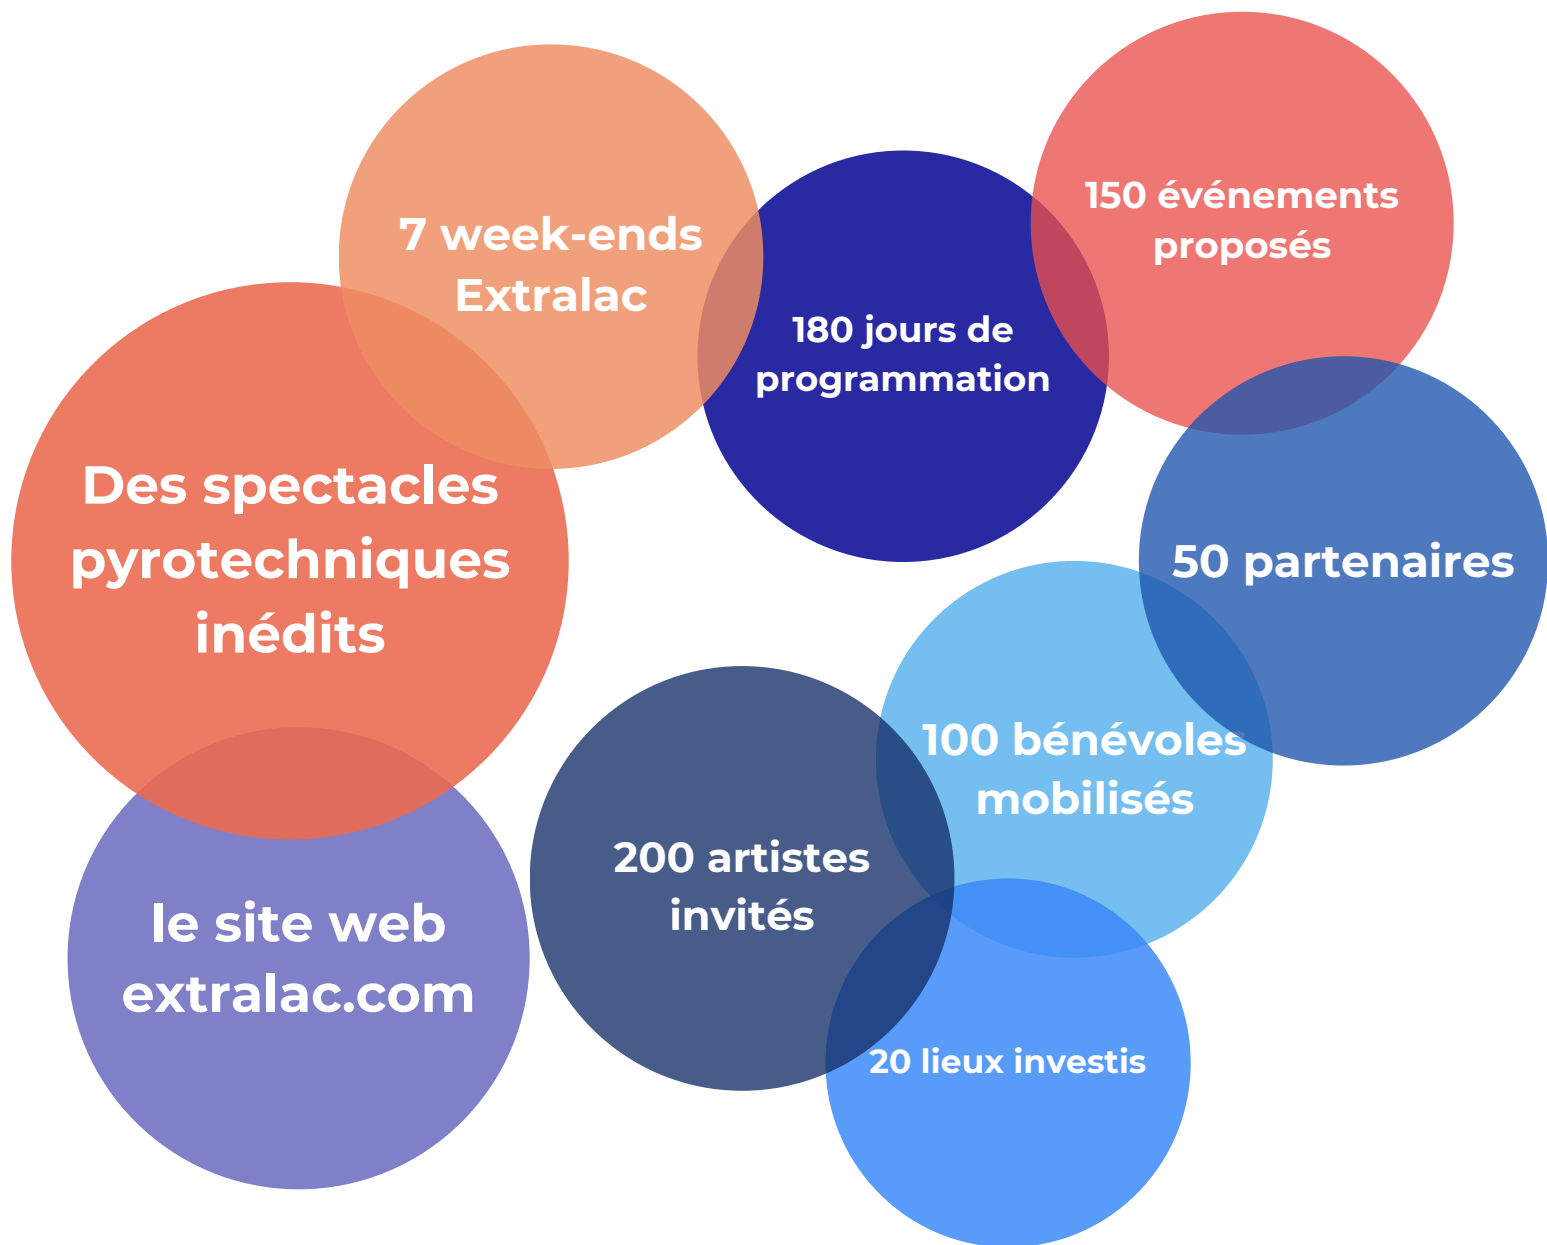 7 week-ends
Extralac
150 événements
proposés
180 jours de
programmation
Des spectacles
pyrotechniques
inédits
50 partenaires
100 bénévoles
mobilisés
200 artistes
invités
le site web
extralac.com
20 lieux investis